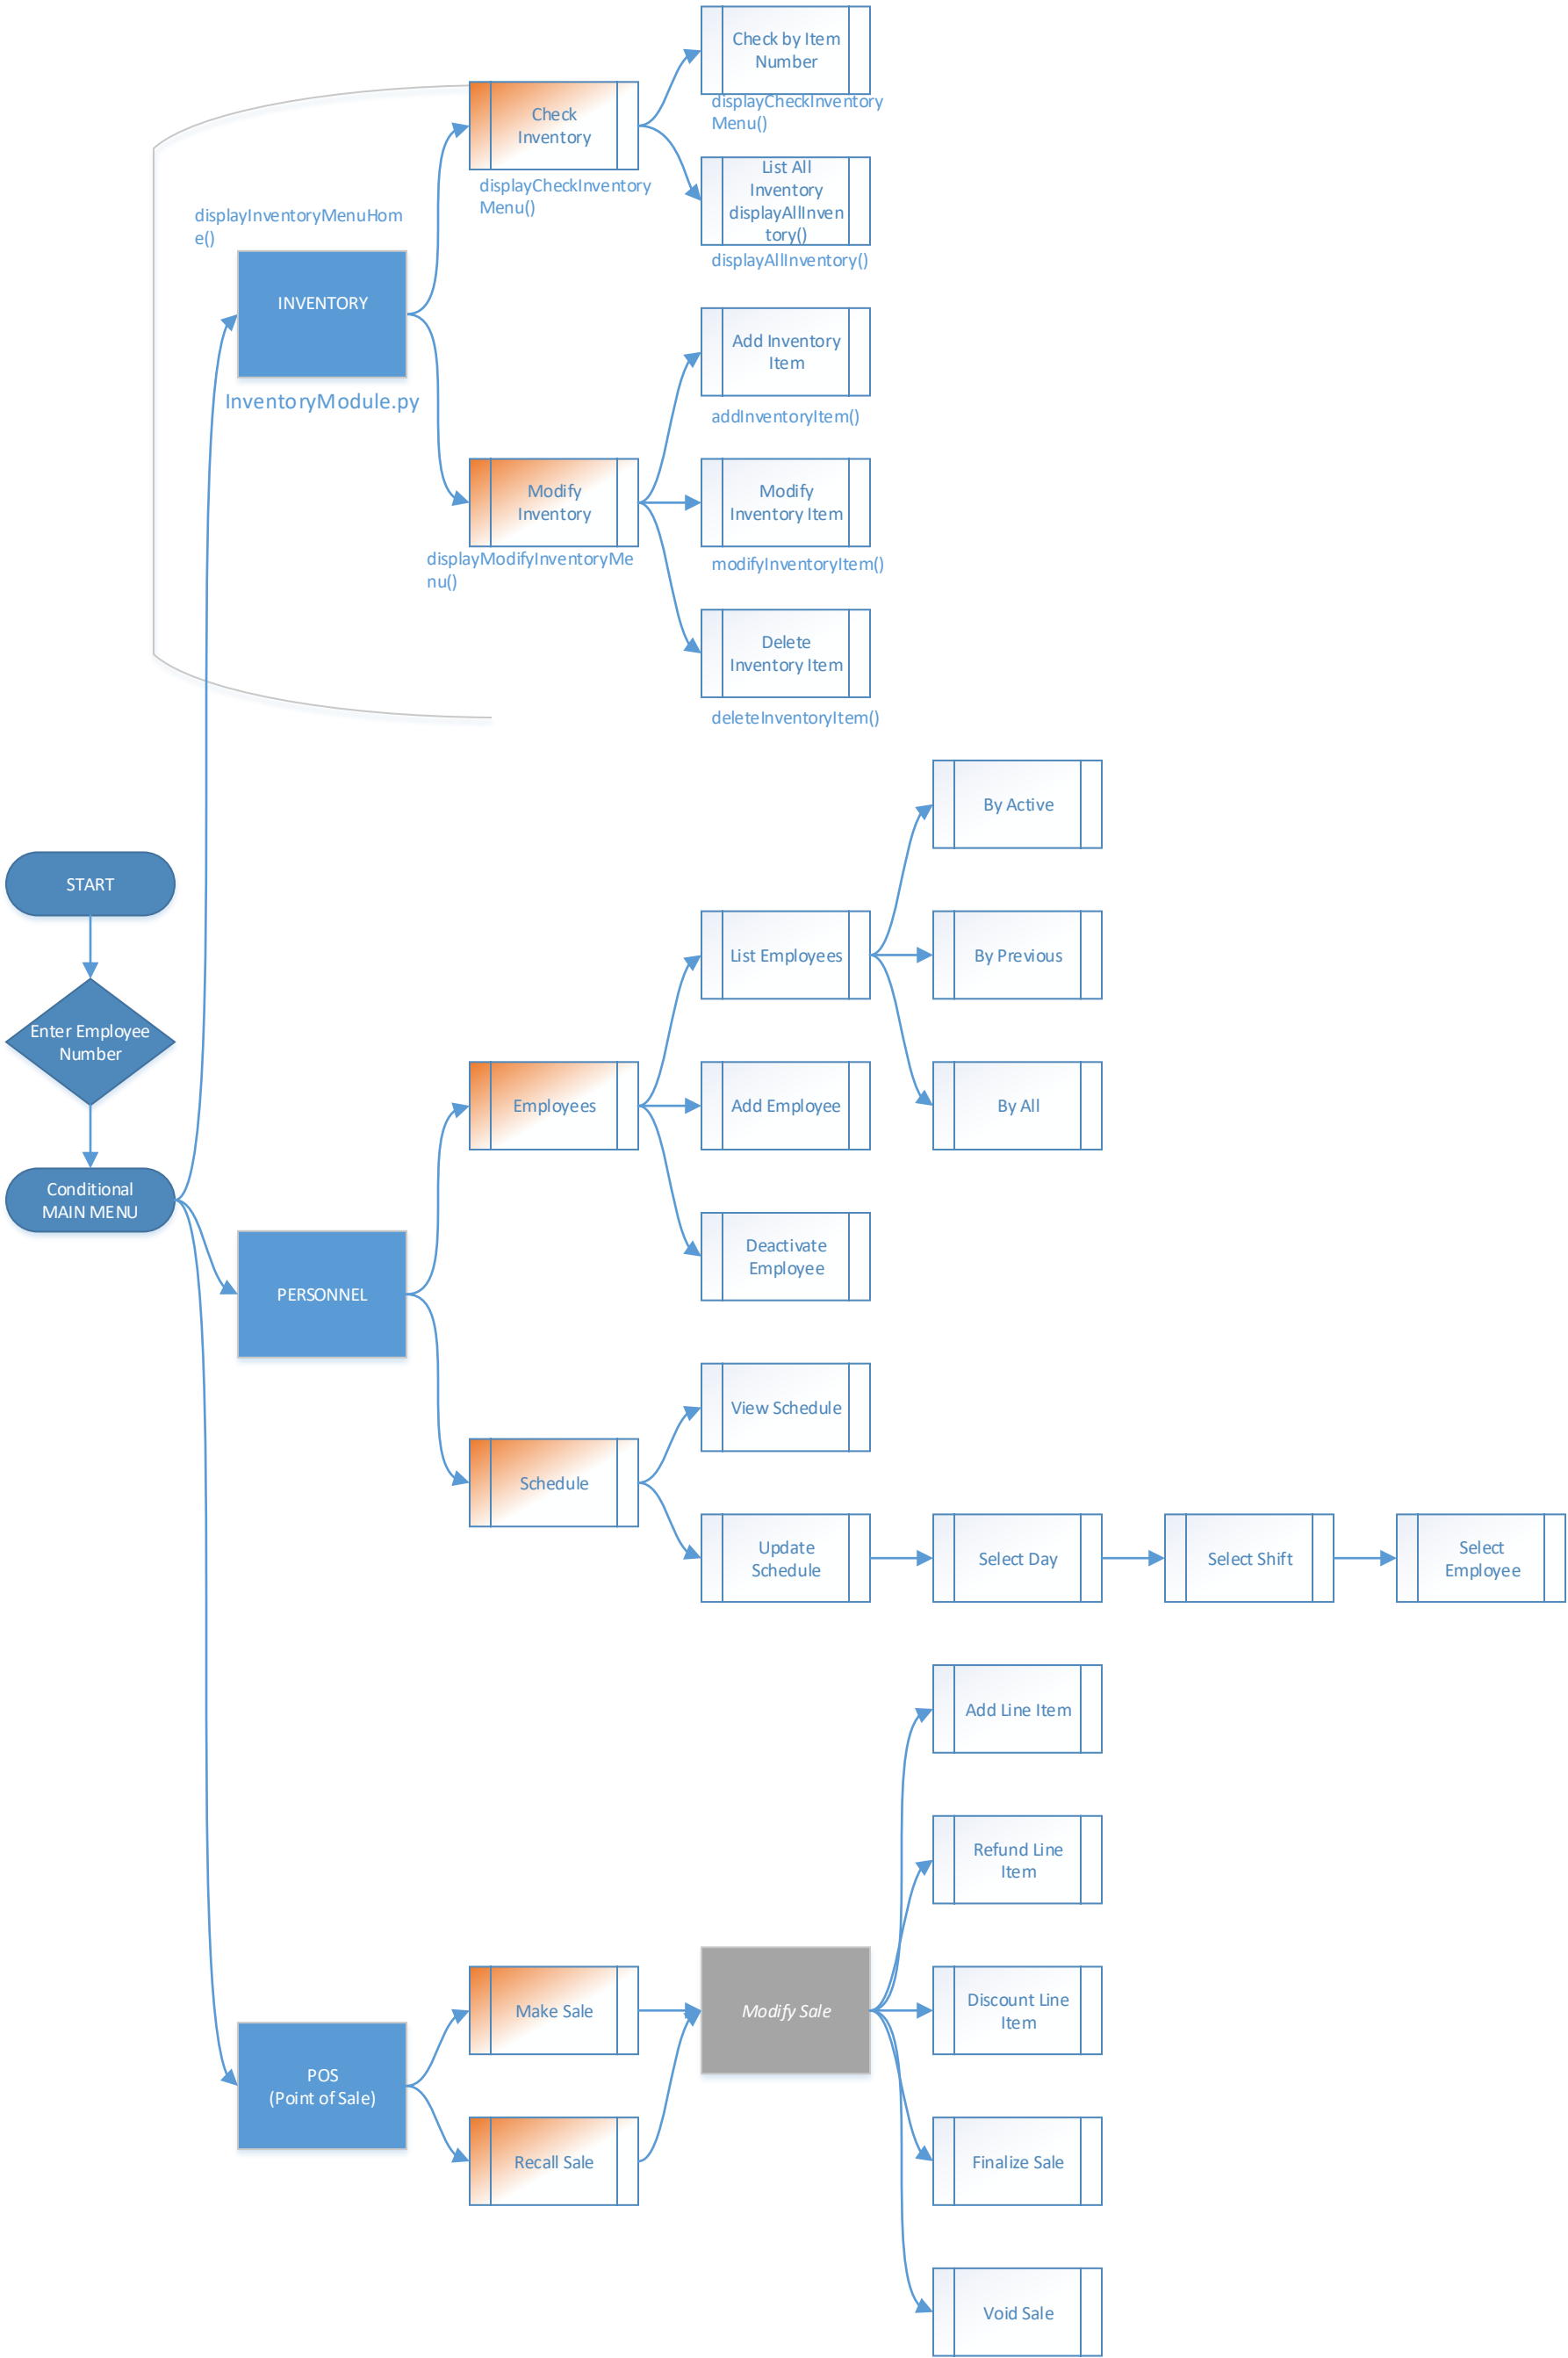 Check by Item
Number
displayCheckInventory
Menu()
Check
Inventory
displayCheckInventory
Menu()
List All
Inventory
displayAllInven
tory()
displayAllInventory()
displayInventoryMenuHom
e()
INVENTORY
InventoryModule.py
Add Inventory
Item
addInventoryItem()
Modify
Inventory
displayModifyInventoryMe
nu()
Modify
Inventory Item
modifyInventoryItem()
Delete
Inventory Item
deleteInventoryItem()
START
Enter Employee
Number
Conditional
MAIN MENU
PERSONNEL
Employees
List Employees
By Active
By Previous
By All
Add Employee
Deactivate
Employee
Schedule
View Schedule
Update
Schedule
Select Day
Select Shift
Select
Employee
POS
(Point of Sale)
Make Sale
Recall Sale
Modify Sale
Add Line Item
Refund Line
Item
Discount Line
Item
Finalize Sale
Void Sale